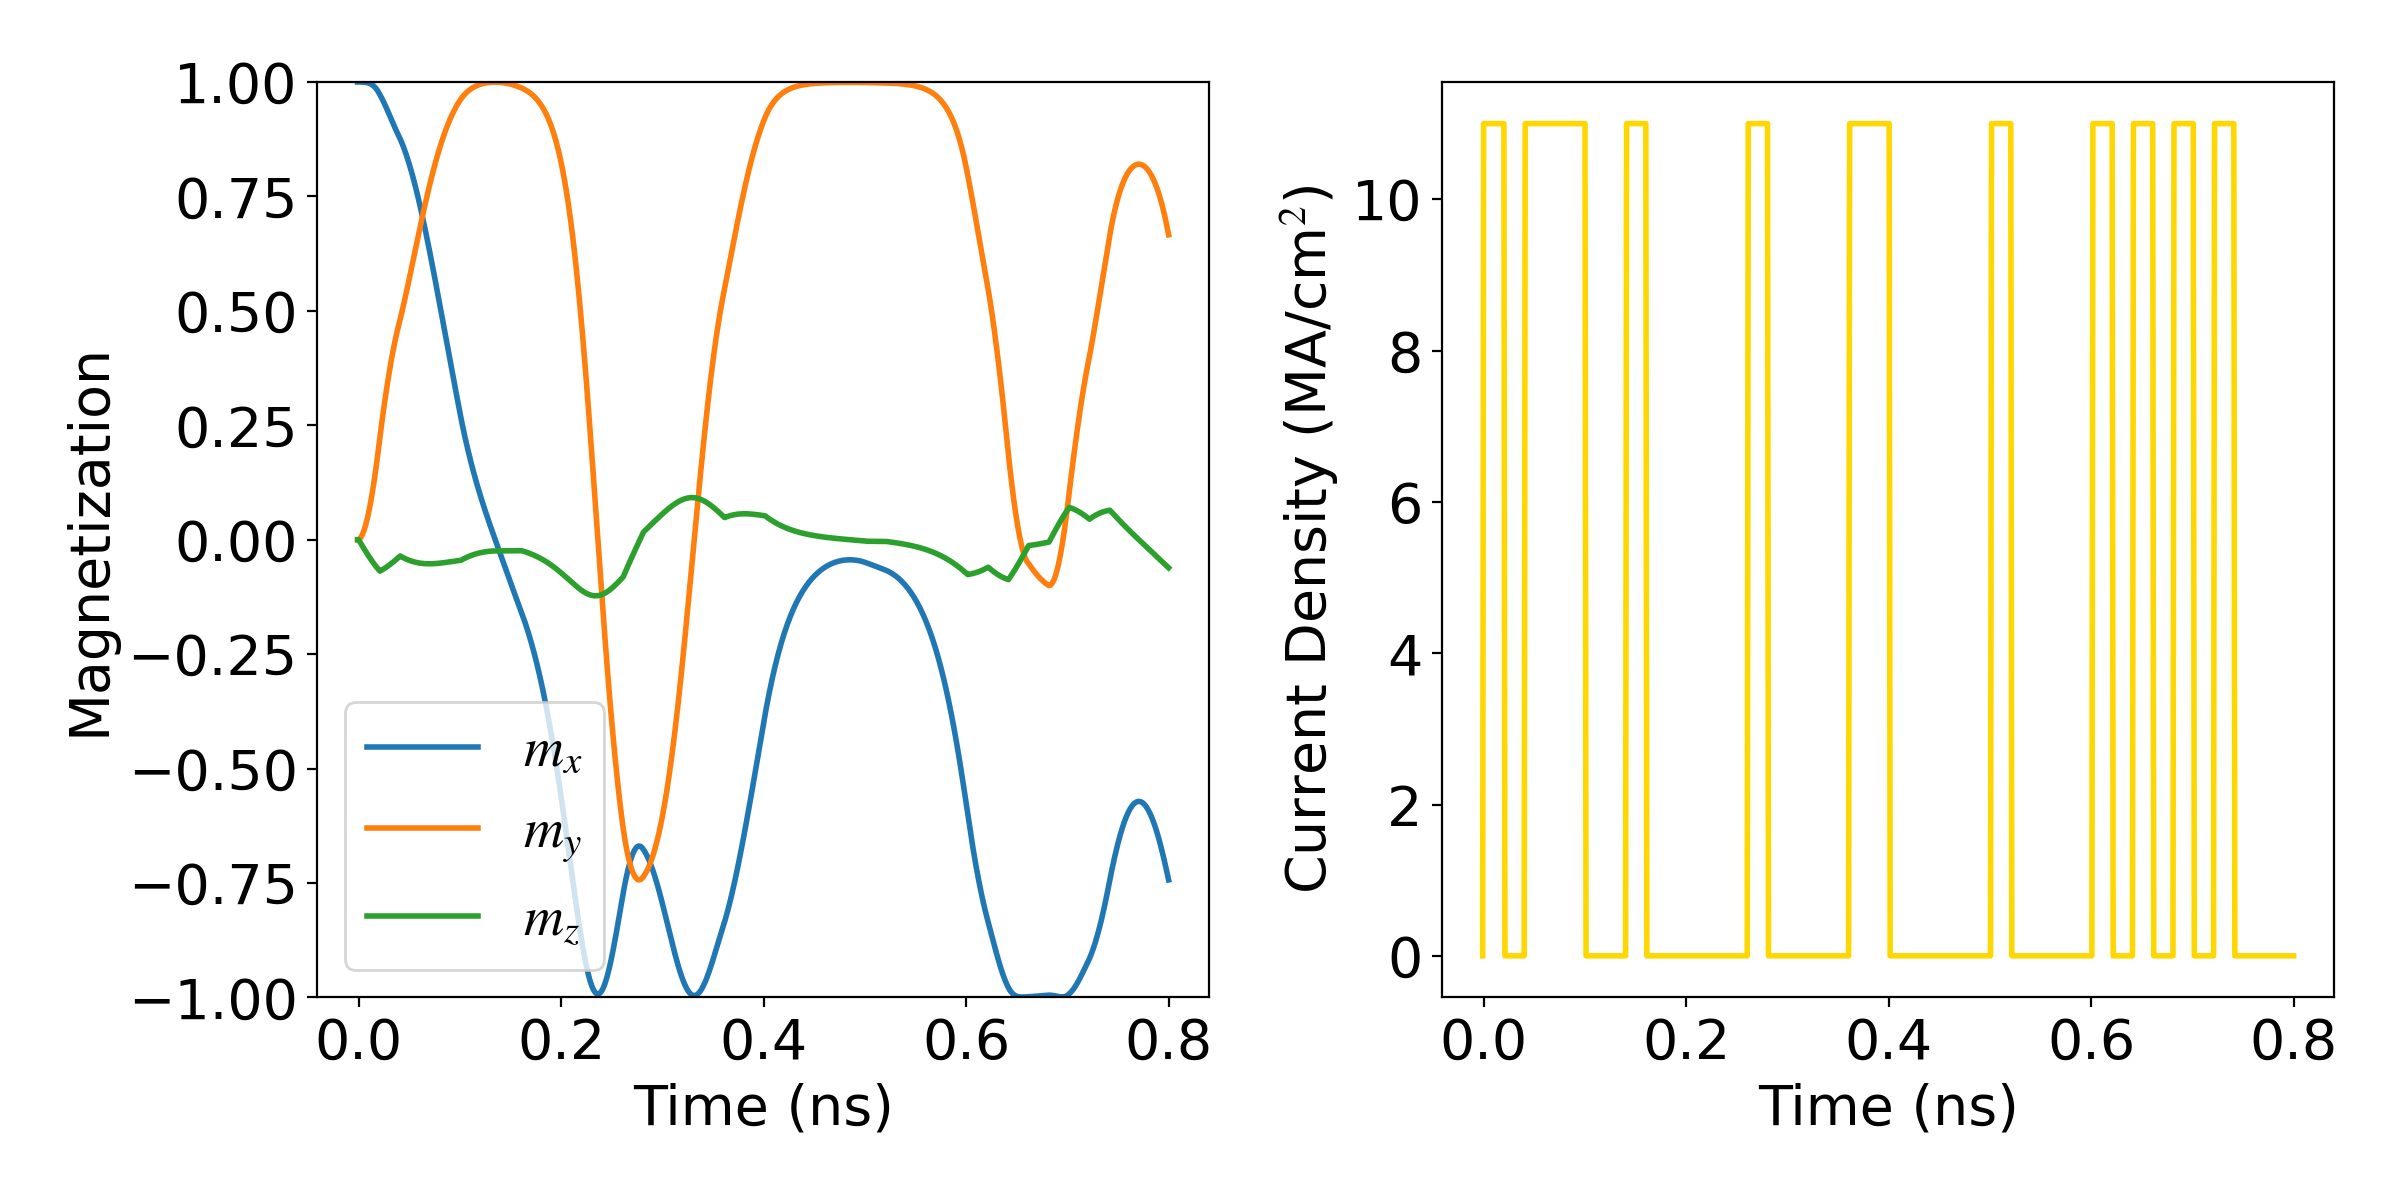 1.00
0.75
0.50
0.25
0.00
−0.25
−0.50
−0.75
−1.00
Magnetization
m_x
m_y
m_z
0.0 0.2 0.4 0.6 0.8
Time (ns)
10
8
6
4
2
0
Current Density (MA/cm²)
0.0 0.2 0.4 0.6 0.8
Time (ns)